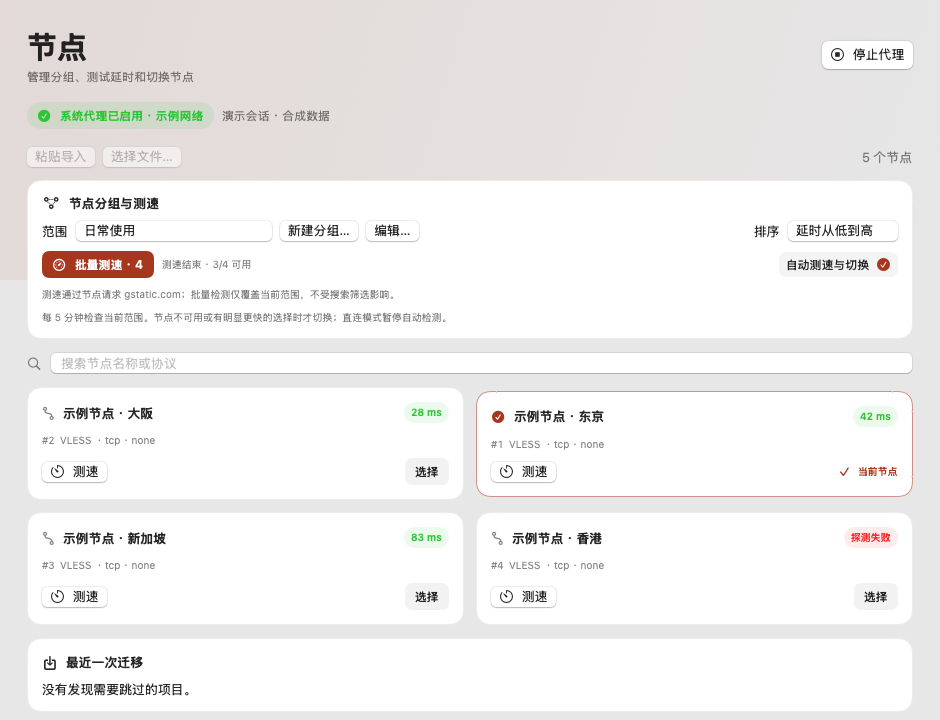 节点
管理分组、测试延时和切换节点
停止代理
系统代理已启用 · 示例网络
演示会话 · 合成数据
粘贴导入
选择文件...
5 个节点
节点分组与测速
范围
日常使用
新建分组...
编辑...
排序
延时从低到高
批量测速 · 4
测速结束 · 3/4 可用
自动测速与切换
测速通过节点请求 gstatic.com；批量检测仅覆盖当前范围，不受搜索筛选影响。
每 5 分钟检查当前范围。节点不可用或有明显更快的选择时才切换；直连模式暂停自动检测。
搜索节点名称或协议
示例节点 · 大阪
28 ms
#2 VLESS · tcp · none
测速
选择
示例节点 · 东京
42 ms
#1 VLESS · tcp · none
测速
当前节点
示例节点 · 新加坡
83 ms
#3 VLESS · tcp · none
测速
选择
示例节点 · 香港
探测失败
#4 VLESS · tcp · none
测速
选择
最近一次迁移
没有发现需要跳过的项目。